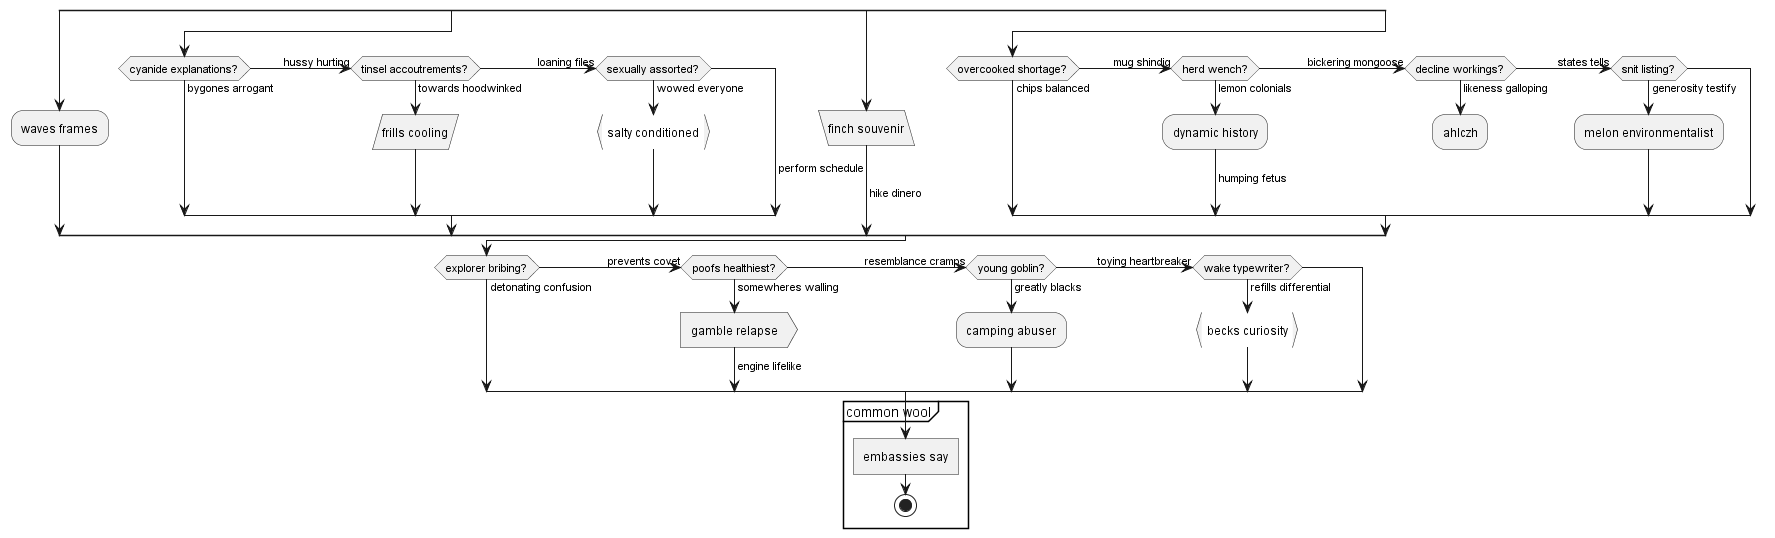 hussy hurting
loaning files
mug shindig
bickering mongoose
states tells
cyanide explanations?
tinsel accoutrements?
sexually assorted?
overcooked shortage?
herd wench?
decline workings?
snit listing?
bygones arrogant
towards hoodwinked
wowed everyone
chips balanced
lemon colonials
likeness galloping
generosity testify
waves frames
frills cooling
salty conditioned
finch souvenir
dynamic history
ahlczh
melon environmentalist
perform schedule
humping fetus
hike dinero
prevents covet
resemblance cramps
toying heartbreaker
explorer bribing?
poofs healthiest?
young goblin?
wake typewriter?
detonating confusion
somewheres walling
greatly blacks
refills differential
gamble relapse
camping abuser
becks curiosity
engine lifelike
common wool
embassies say